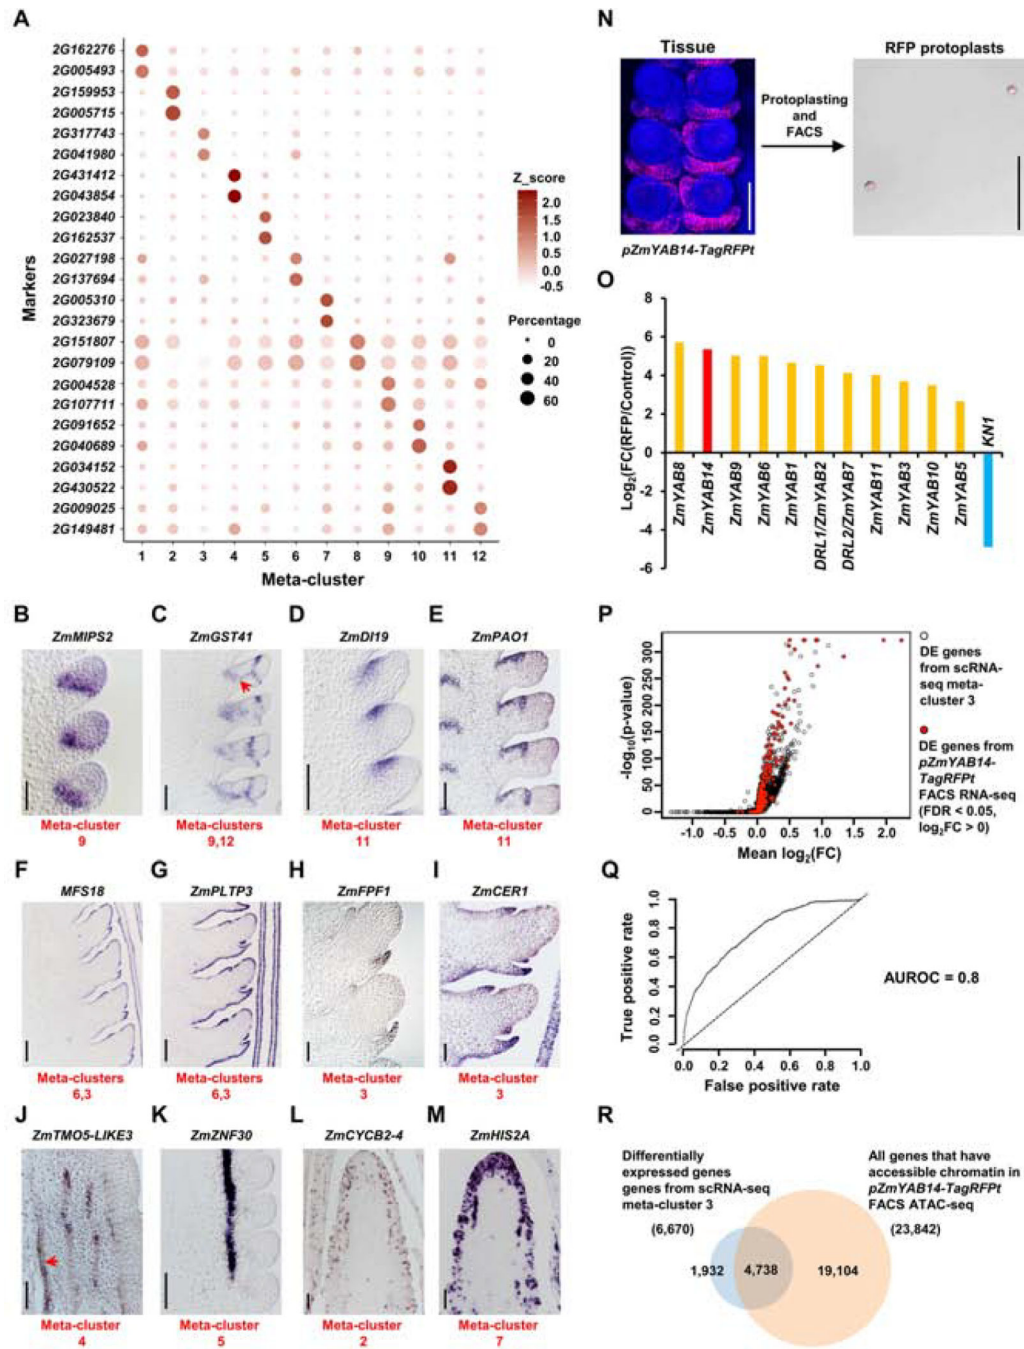 A
Markers
2G162276
2G005493
2G159953
2G005715
2G317743
2G041980
2G431412
2G043854
2G023840
2G162537
2G027198
2G137694
2G005310
2G323679
2G151807
2G079109
2G004528
2G107711
2G091652
2G040689
2G034152
2G430522
2G009025
2G149481
1 2 3 4 5 6 7 8 9 10 11 12
Meta-cluster
Z_score
2.0
1.5
1.0
0.5
0.0
-0.5
Percentage
0
20
40
60
B
ZmMIPS2
Meta-cluster
9
C
ZmGST41
Meta-clusters
9,12
D
ZmDI19
Meta-cluster
11
E
ZmPAO1
Meta-cluster
11
F
MFS18
Meta-clusters
6,3
G
ZmPLTP3
Meta-clusters
6,3
H
ZmFPF1
Meta-cluster
3
I
ZmCER1
Meta-cluster
3
J
ZmTMO5-LIKE3
Meta-cluster
4
K
ZmZNF30
Meta-cluster
5
L
ZmCYCB2-4
Meta-cluster
2
M
ZmHIS2A
Meta-cluster
7
N
Tissue
pZmYAB14-TagRFPt
Protoplasting
and
FACS
RFP protoplasts
O
Log2(FC(RFP/Control))
8
6
4
2
0
-2
-4
-6
ZmYAB8
ZmYAB14
ZmYAB9
ZmYAB6
ZmYAB1
DRL1/ZmYAB2
DRL2/ZmYAB7
ZmYAB11
ZmYAB3
ZmYAB10
ZmYAB5
KN1
P
-log10(p-value)
300
250
200
150
100
50
0
-1.0 -0.5 0.0 0.5 1.0 1.5 2.0
Mean log2(FC)
DE genes
from scRNA-
seq meta-
cluster 3
DE genes from
pZmYAB14-
TagRFPt
FACS RNA-seq
(FDR < 0.05,
log2FC > 0)
Q
True positive rate
1.0
0.8
0.6
0.4
0.2
0.0
0.0 0.2 0.4 0.6 0.8 1.0
False positive rate
AUROC = 0.8
R
Differentially
expressed genes
genes from scRNA-seq
meta-cluster 3
(6,670)
All genes that have
accessible chromatin in
pZmYAB14-TagRFPt
FACS ATAC-seq
(23,842)
1,932 4,738 19,104